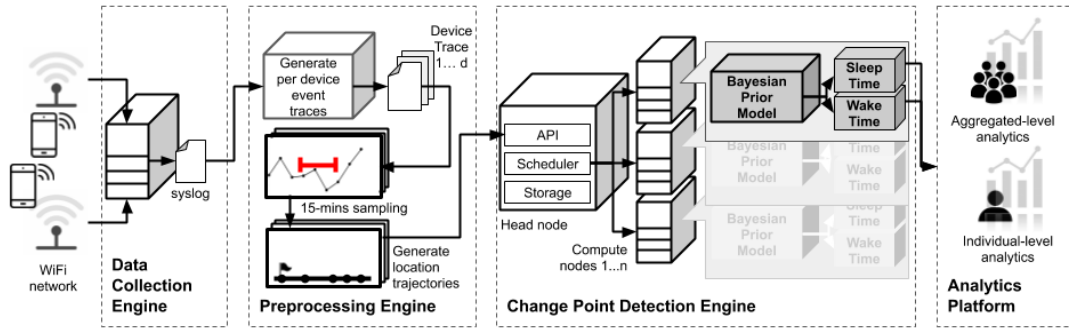 WiFi
network
syslog
Data
Collection
Engine
Generate
per device
event
traces
Device
Trace
1... d
15-mins sampling
Generate
location
trajectories
Preprocessing Engine
API
Scheduler
Storage
Head node
Compute
nodes 1...n
Bayesian
Prior
Model
Sleep
Time
Wake
Time
Bayesian
Prior
Model
Time
Wake
Time
Bayesian
Prior
Model
Sleep
Time
Wake
Time
Change Point Detection Engine
Aggregated-level
analytics
Individual-level
analytics
Analytics
Platform